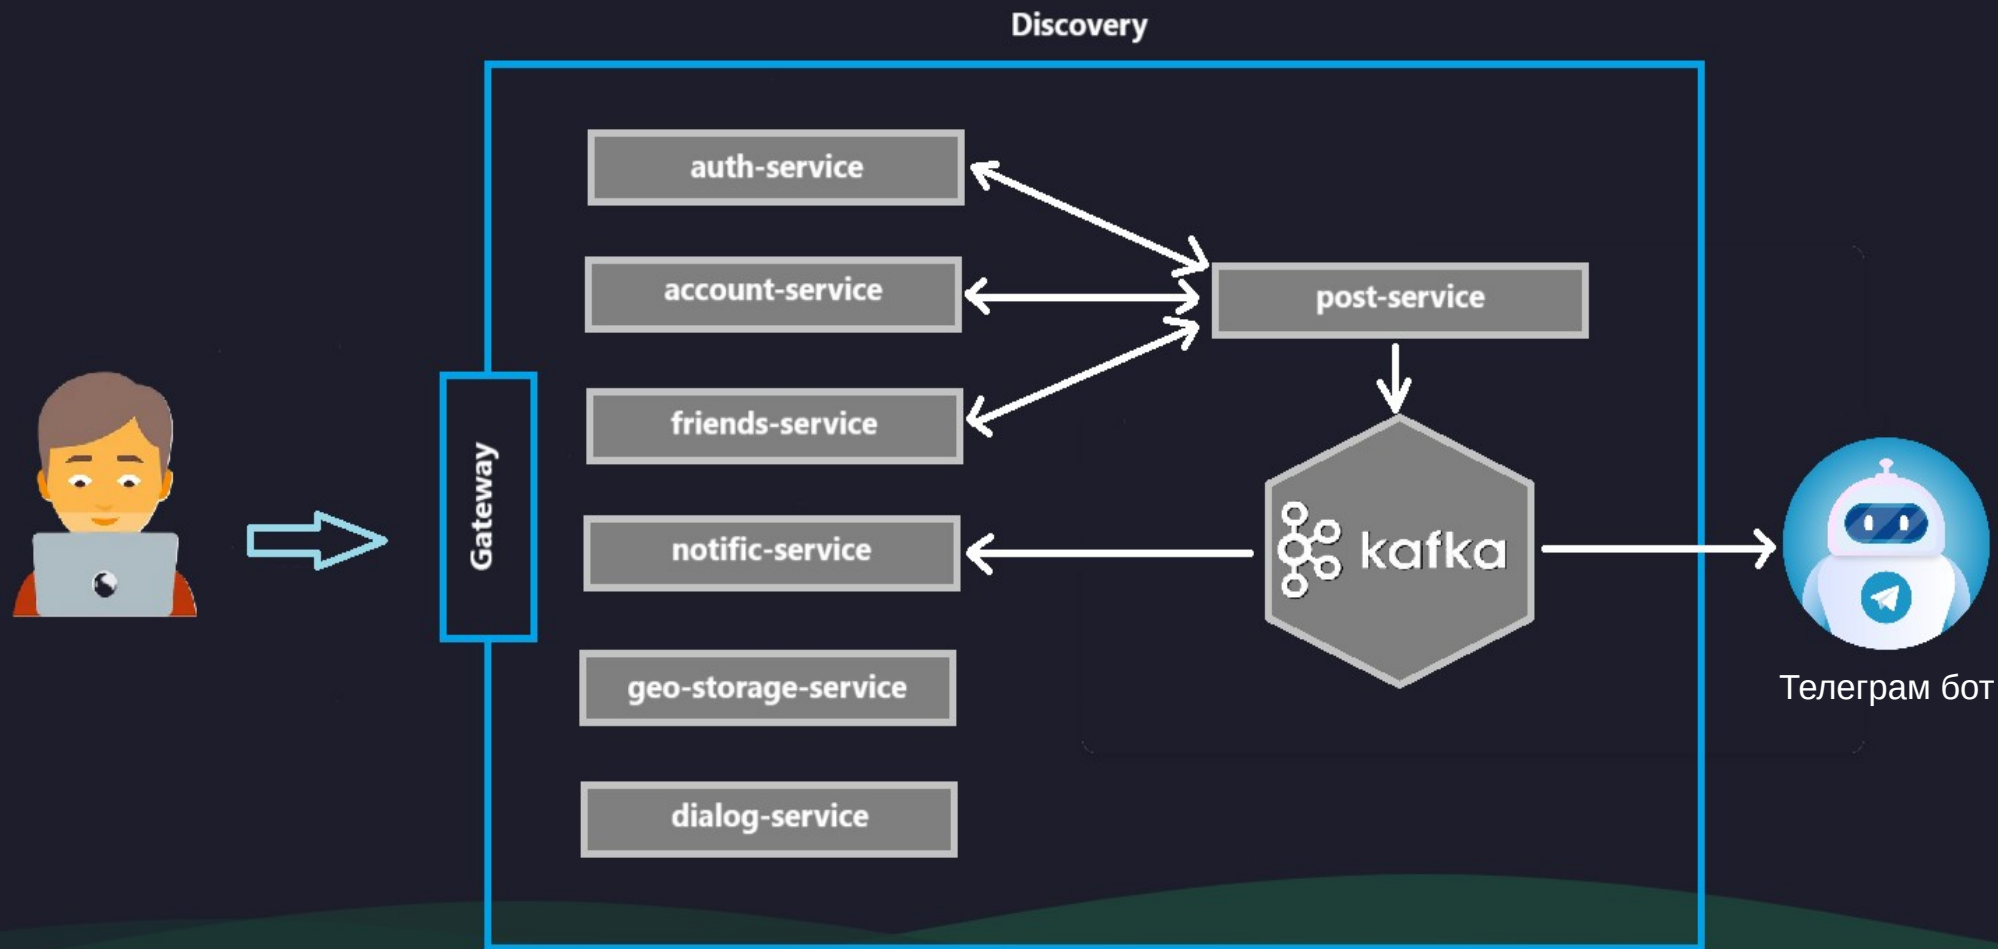 Discovery
auth-service
account-service
post-service
friends-service
Gateway
notific-service
kafka
geo-storage-service
Телеграм бот
dialog-service